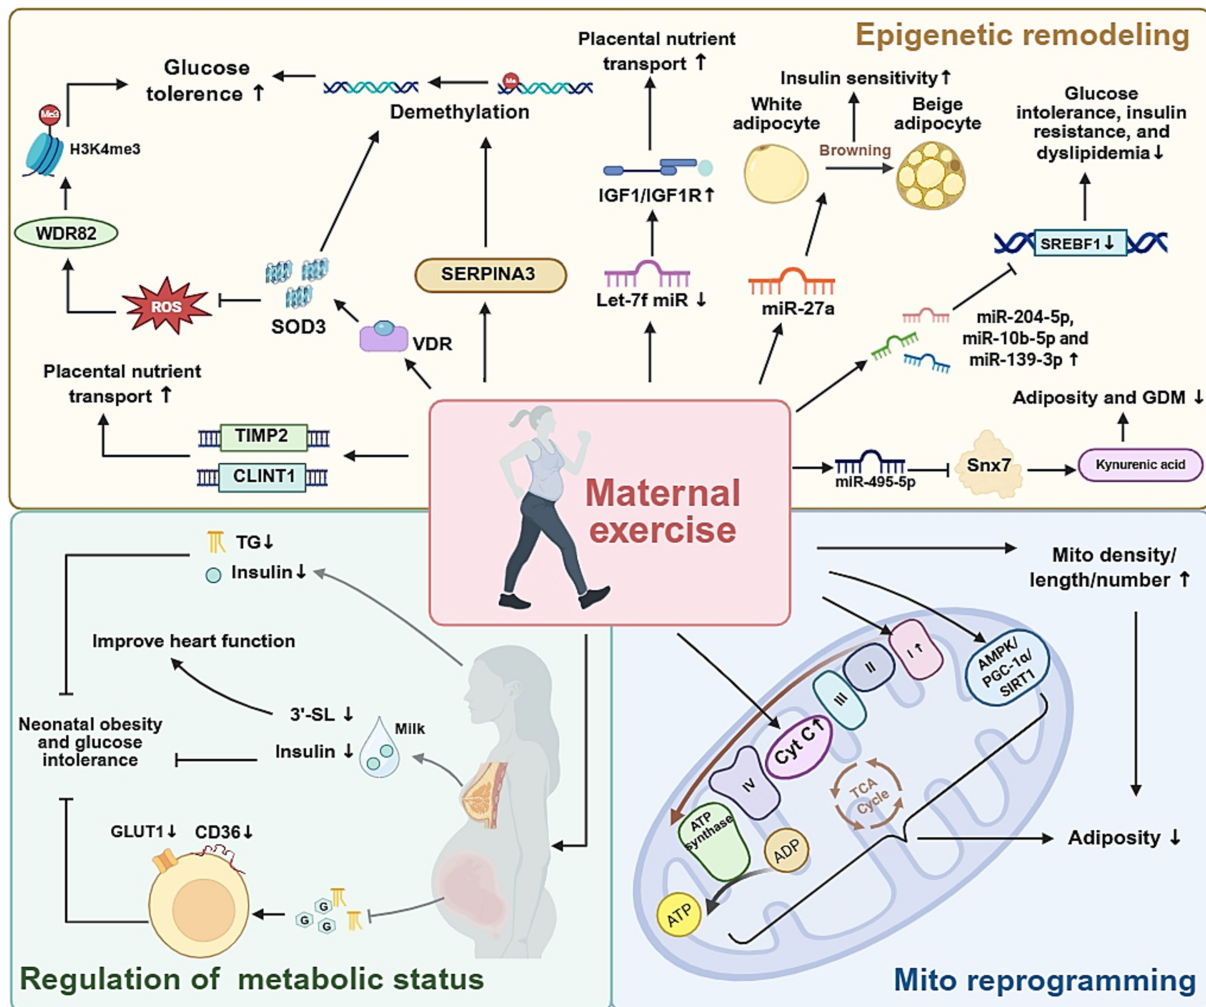 Epigenetic remodeling
Glucose
tolerence ↑
Me
Demethylation
Me3
H3K4me3
WDR82
ROS
SOD3
VDR
SERPINA3
Placental nutrient
transport ↑
IGF1/IGF1R↑
Let-7f miR ↓
Insulin sensitivity↑
White
adipocyte
Beige
adipocyte
Browning
miR-27a
Glucose
intolerance, insulin
resistance, and
dyslipidemia↓
SREBF1↓
miR-204-5p,
miR-10b-5p and
miR-139-3p ↑
Adiposity and GDM ↓
miR-495-5p
Snx7
Kynurenic acid
Placental nutrient
transport ↑
TIMP2
CLINT1
Maternal
exercise
TG↓
Insulin↓
Improve heart function
3'-SL ↓
Insulin ↓
Milk
Neonatal obesity
and glucose
intolerance
GLUT1↓
CD36↓
G
G
G
Regulation of metabolic status
Mito density/
length/number ↑
AMPK/
PGC-1α/
SIRT1
I ↑
II
III
Cyt C↑
IV
ATP
synthase
TCA
Cycle
ADP
ATP
Adiposity ↓
Mito reprogramming